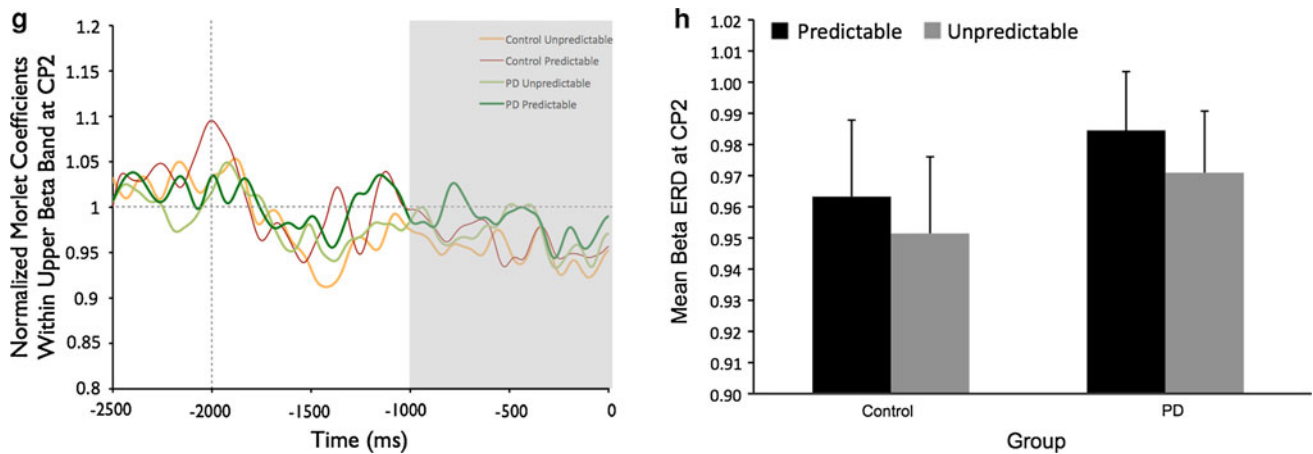 g
Normalized Morlet Coefficients
Within Upper Beta Band at CP2
1.2
1.15
1.1
1.05
1
0.95
0.9
0.85
0.8
-2500
-2000
-1500
-1000
-500
0
Time (ms)
Control Unpredictable
Control Predictable
PD Unpredictable
PD Predictable
h
Mean Beta ERD at CP2
Predictable
Unpredictable
1.02
1.01
1.00
0.99
0.98
0.97
0.96
0.95
0.94
0.93
0.92
0.91
0.90
Control
PD
Group